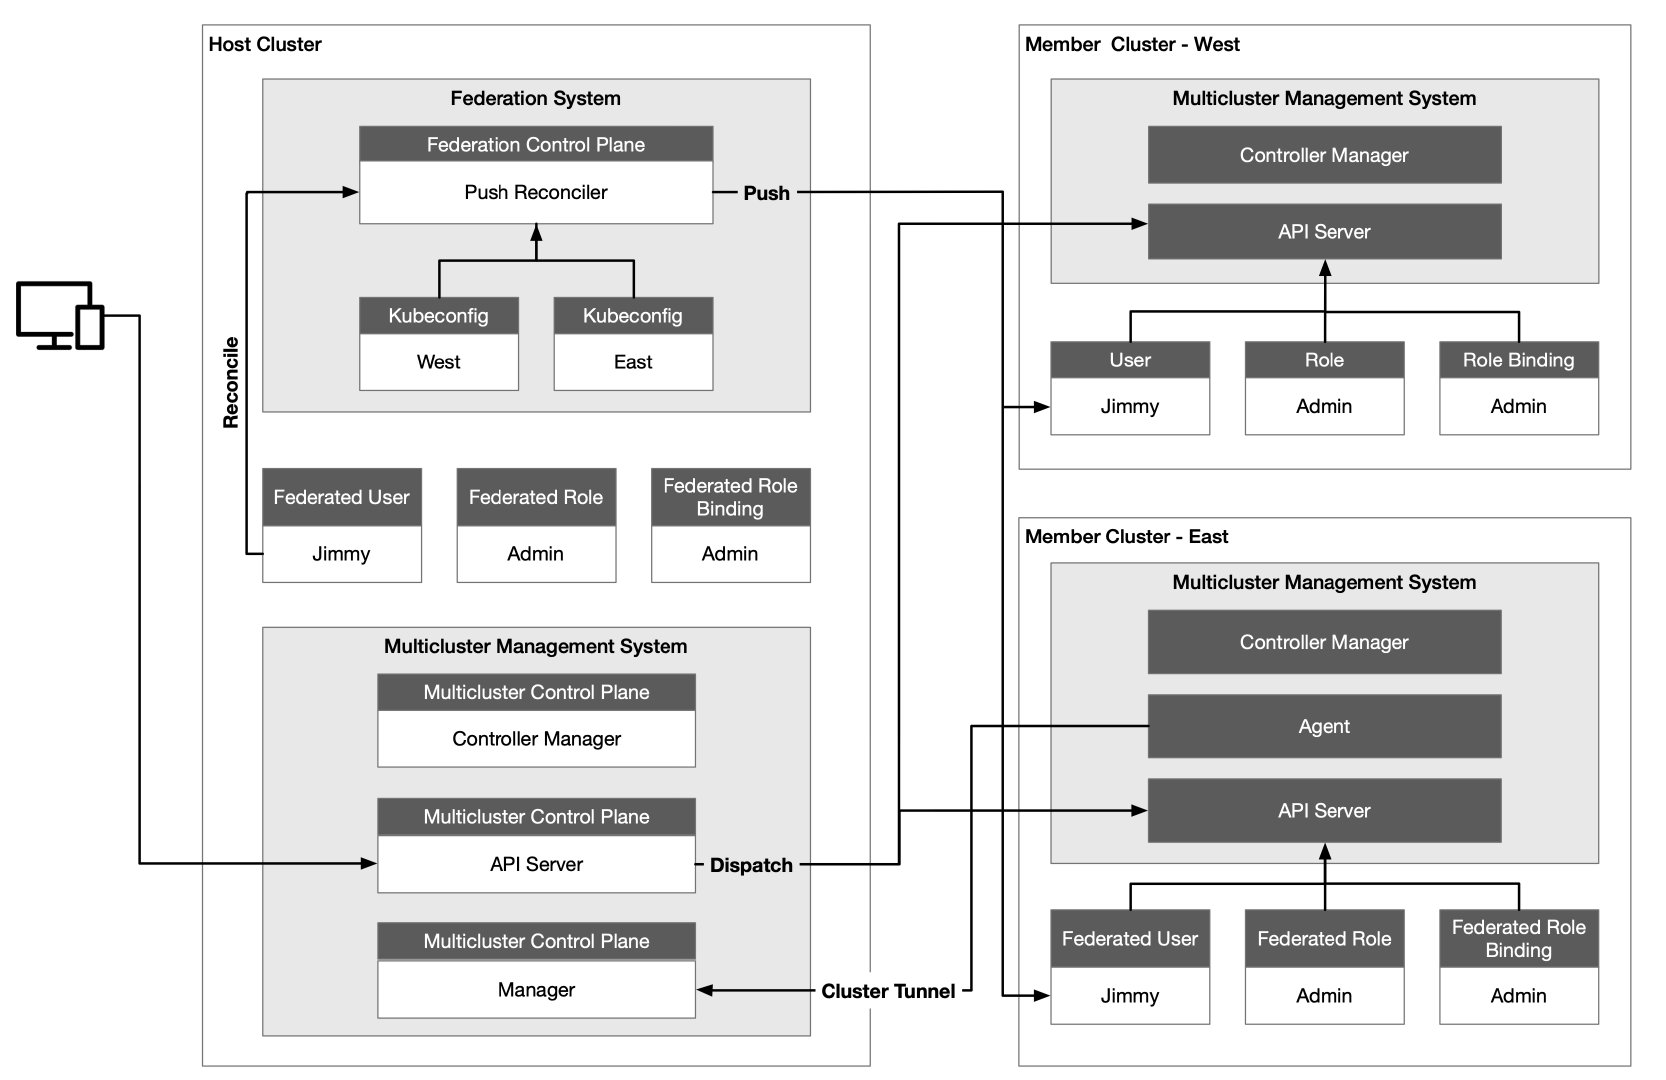 Host Cluster
Federation System
Federation Control Plane
Push Reconciler
Push
Kubeconfig
West
Kubeconfig
East
Reconcile
Federated User
Jimmy
Federated Role
Admin
Federated Role
Binding
Admin
Multicluster Management System
Multicluster Control Plane
Controller Manager
Multicluster Control Plane
API Server
Dispatch
Multicluster Control Plane
Manager
Cluster Tunnel
Member Cluster - West
Multicluster Management System
Controller Manager
API Server
User
Jimmy
Role
Admin
Role Binding
Admin
Member Cluster - East
Multicluster Management System
Controller Manager
Agent
API Server
Federated User
Jimmy
Federated Role
Admin
Federated Role
Binding
Admin